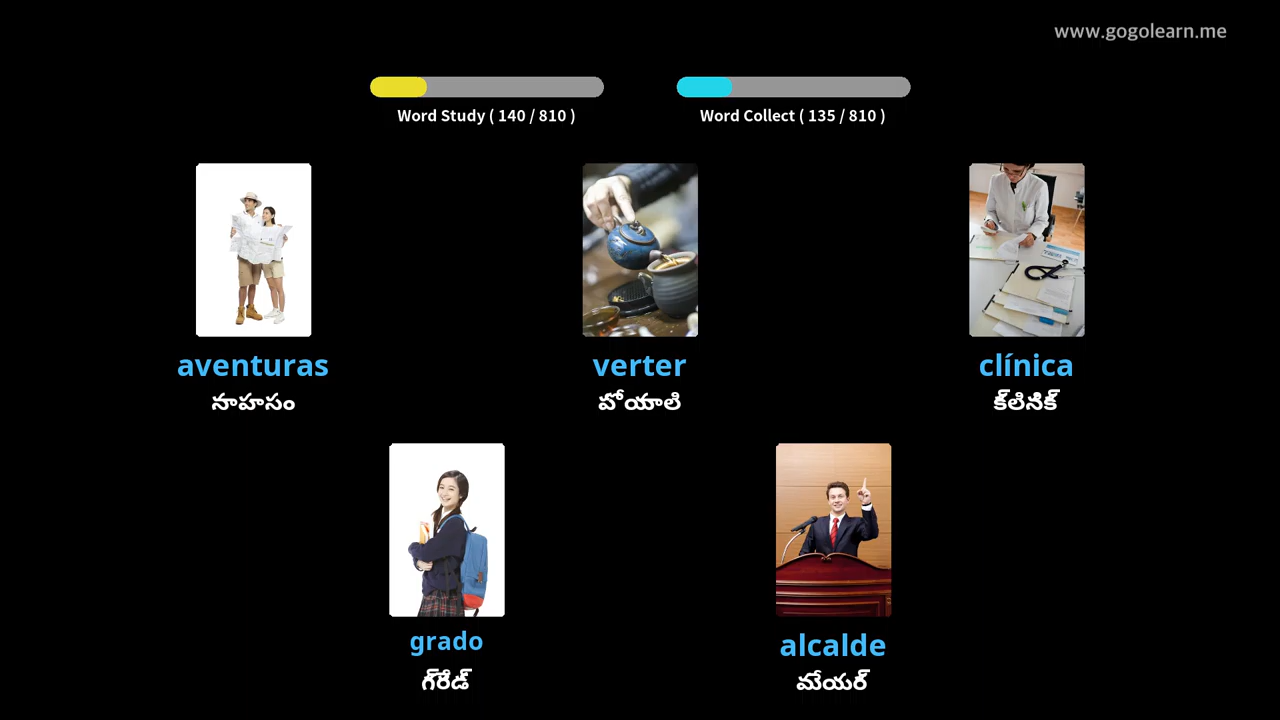 www.gogolearn.me
Word Study ( 140 / 810 )
Word Collect ( 135 / 810 )
aventuras
సాహసం
verter
పోయాలి
clínica
క్లినిక్
grado
గ్రేడ్
alcalde
మేయర్